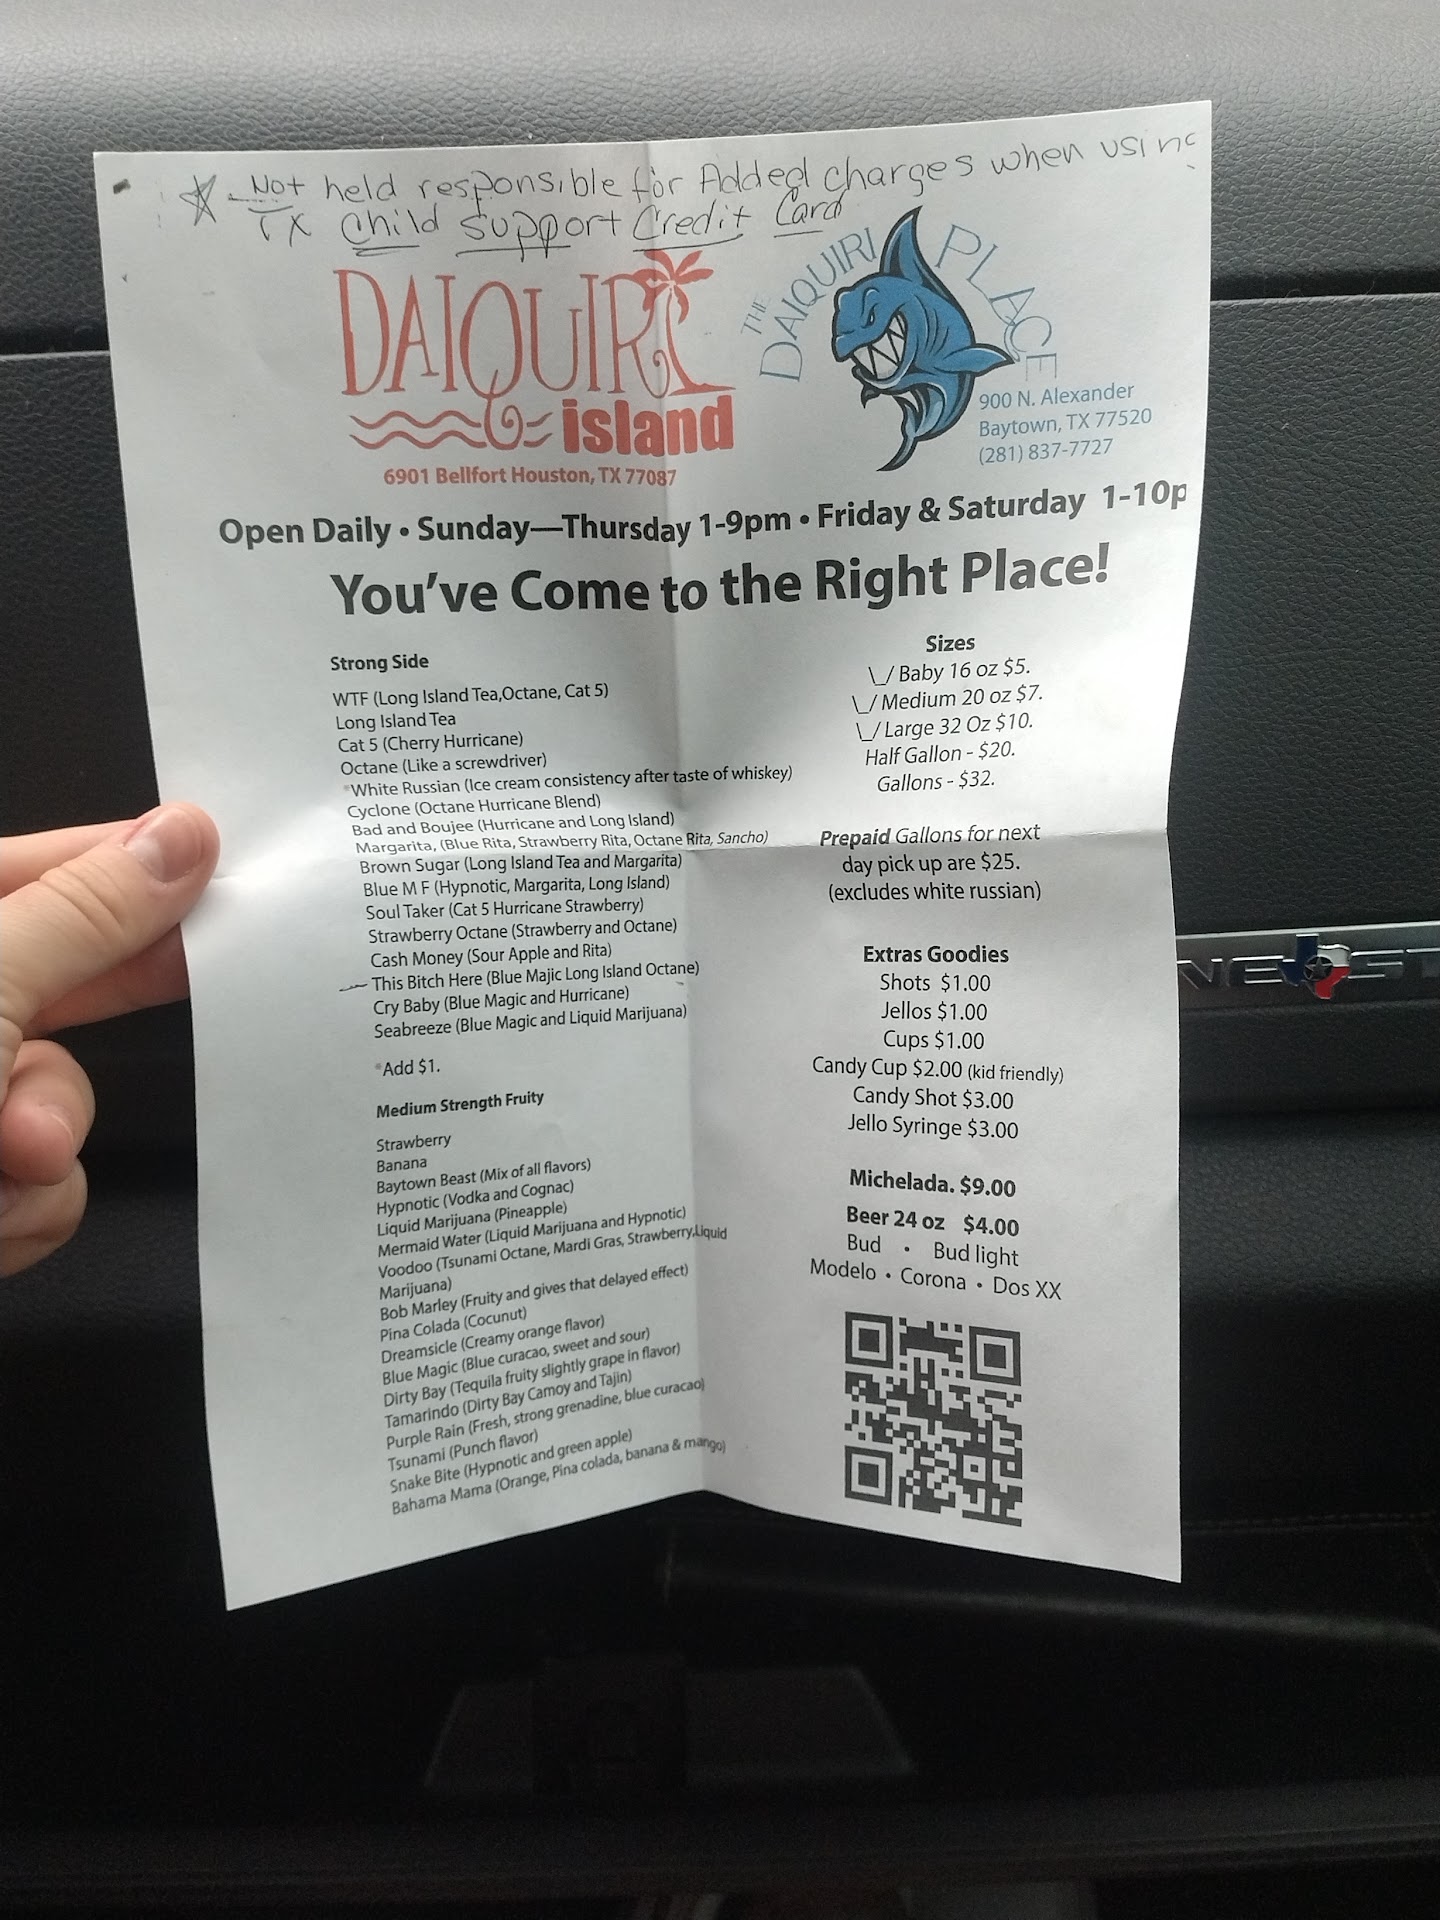 Not held responsible for Added charges when using
TX Child support Credit Card
DAIQUIRI
island
6901 Bellfort Houston, TX 77087
THE DAIQUIRI PLACE
900 N. Alexander
Baytown, TX 77520
(281) 837-7727
Open Daily • Sunday—Thursday 1-9pm • Friday & Saturday 1-10p
You've Come to the Right Place!
Strong Side
WTF (Long Island Tea,Octane, Cat 5)
Long Island Tea
Cat 5 (Cherry Hurricane)
Octane (Like a screwdriver)
*White Russian (Ice cream consistency after taste of whiskey)
Cyclone (Octane Hurricane Blend)
Bad and Boujee (Hurricane and Long Island)
Margarita, (Blue Rita, Strawberry Rita, Octane Rita, Sancho)
Brown Sugar (Long Island Tea and Margarita)
Blue M F (Hypnotic, Margarita, Long Island)
Soul Taker (Cat 5 Hurricane Strawberry)
Strawberry Octane (Strawberry and Octane)
Cash Money (Sour Apple and Rita)
This Bitch Here (Blue Majic Long Island Octane)
Cry Baby (Blue Magic and Hurricane)
Seabreeze (Blue Magic and Liquid Marijuana)
*Add $1.
Medium Strength Fruity
Strawberry
Banana
Baytown Beast (Mix of all flavors)
Hypnotic (Vodka and Cognac)
Liquid Marijuana (Pineapple)
Mermaid Water (Liquid Marijuana and Hypnotic)
Voodoo (Tsunami Octane, Mardi Gras, Strawberry,Liquid
Marijuana)
Bob Marley (Fruity and gives that delayed effect)
Pina Colada (Cocunut)
Dreamsicle (Creamy orange flavor)
Blue Magic (Blue curacao, sweet and sour)
Dirty Bay (Tequila fruity slightly grape in flavor)
Tamarindo (Dirty Bay Camoy and Tajin)
Purple Rain (Fresh, strong grenadine, blue curacao)
Tsunami (Punch flavor)
Snake Bite (Hypnotic and green apple)
Bahama Mama (Orange, Pina colada, banana & mango)
Sizes
\_/ Baby 16 oz $5.
\_/ Medium 20 oz $7.
\_/ Large 32 Oz $10.
Half Gallon - $20.
Gallons - $32.
Prepaid Gallons for next
day pick up are $25.
(excludes white russian)
Extras Goodies
Shots $1.00
Jellos $1.00
Cups $1.00
Candy Cup $2.00 (kid friendly)
Candy Shot $3.00
Jello Syringe $3.00
Michelada. $9.00
Beer 24 oz $4.00
Bud • Bud light
Modelo • Corona • Dos XX